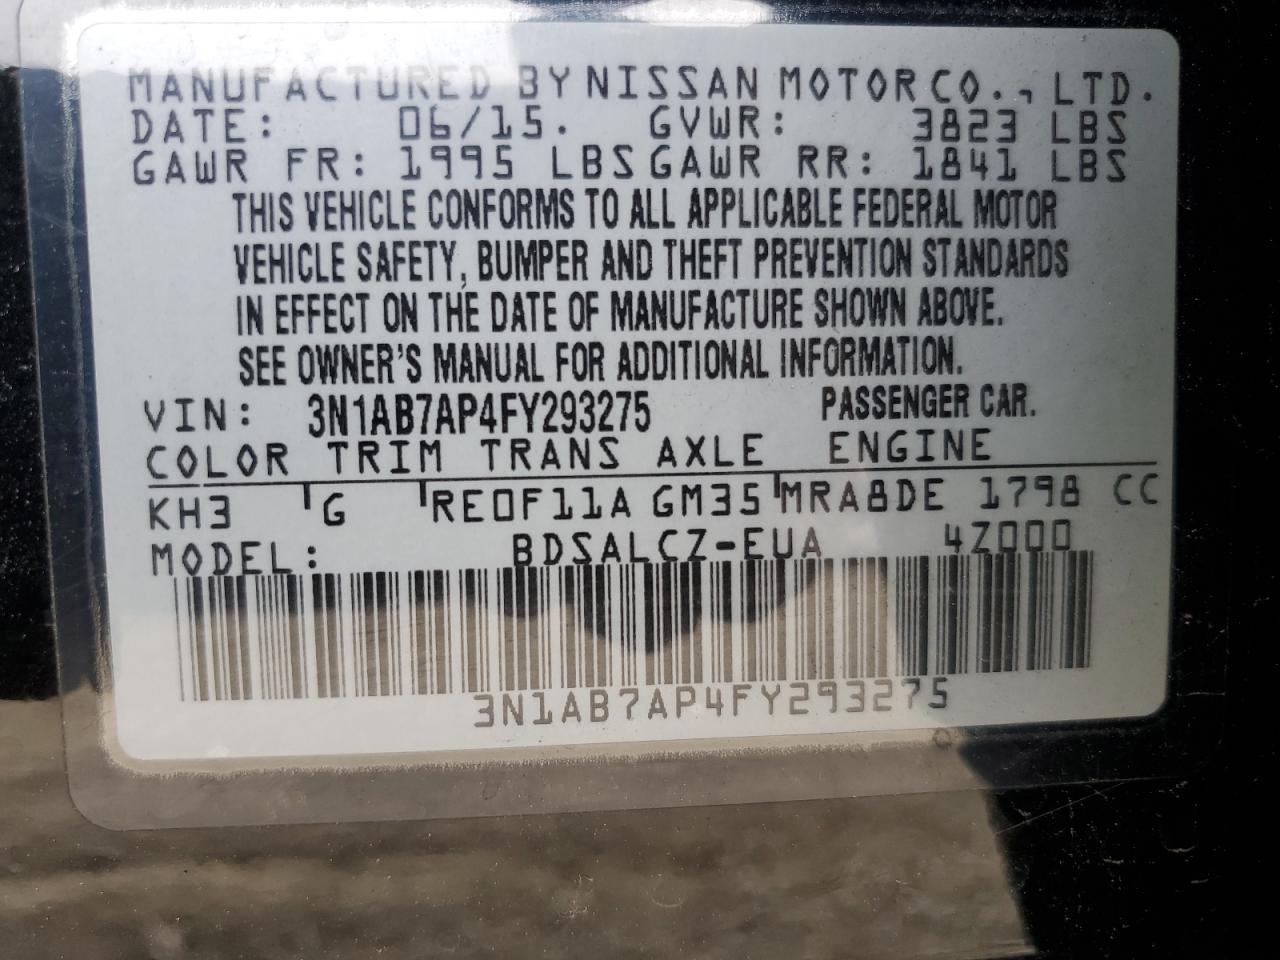 MANUFACTURED BY NISSAN MOTOR CO., LTD.
DATE: 06/15. GVWR: 3823 LBS
GAWR FR: 1995 LBS GAWR RR: 1841 LBS
THIS VEHICLE CONFORMS TO ALL APPLICABLE FEDERAL MOTOR
VEHICLE SAFETY, BUMPER AND THEFT PREVENTION STANDARDS
IN EFFECT ON THE DATE OF MANUFACTURE SHOWN ABOVE.
SEE OWNER'S MANUAL FOR ADDITIONAL INFORMATION.
VIN: 3N1AB7AP4FY293275 PASSENGER CAR.
COLOR TRIM TRANS AXLE ENGINE
KH3 G RE0F11A GM35 MRA8DE 1798 CC
MODEL: BDSALCZ-EUA 4Z000
3N1AB7AP4FY293275